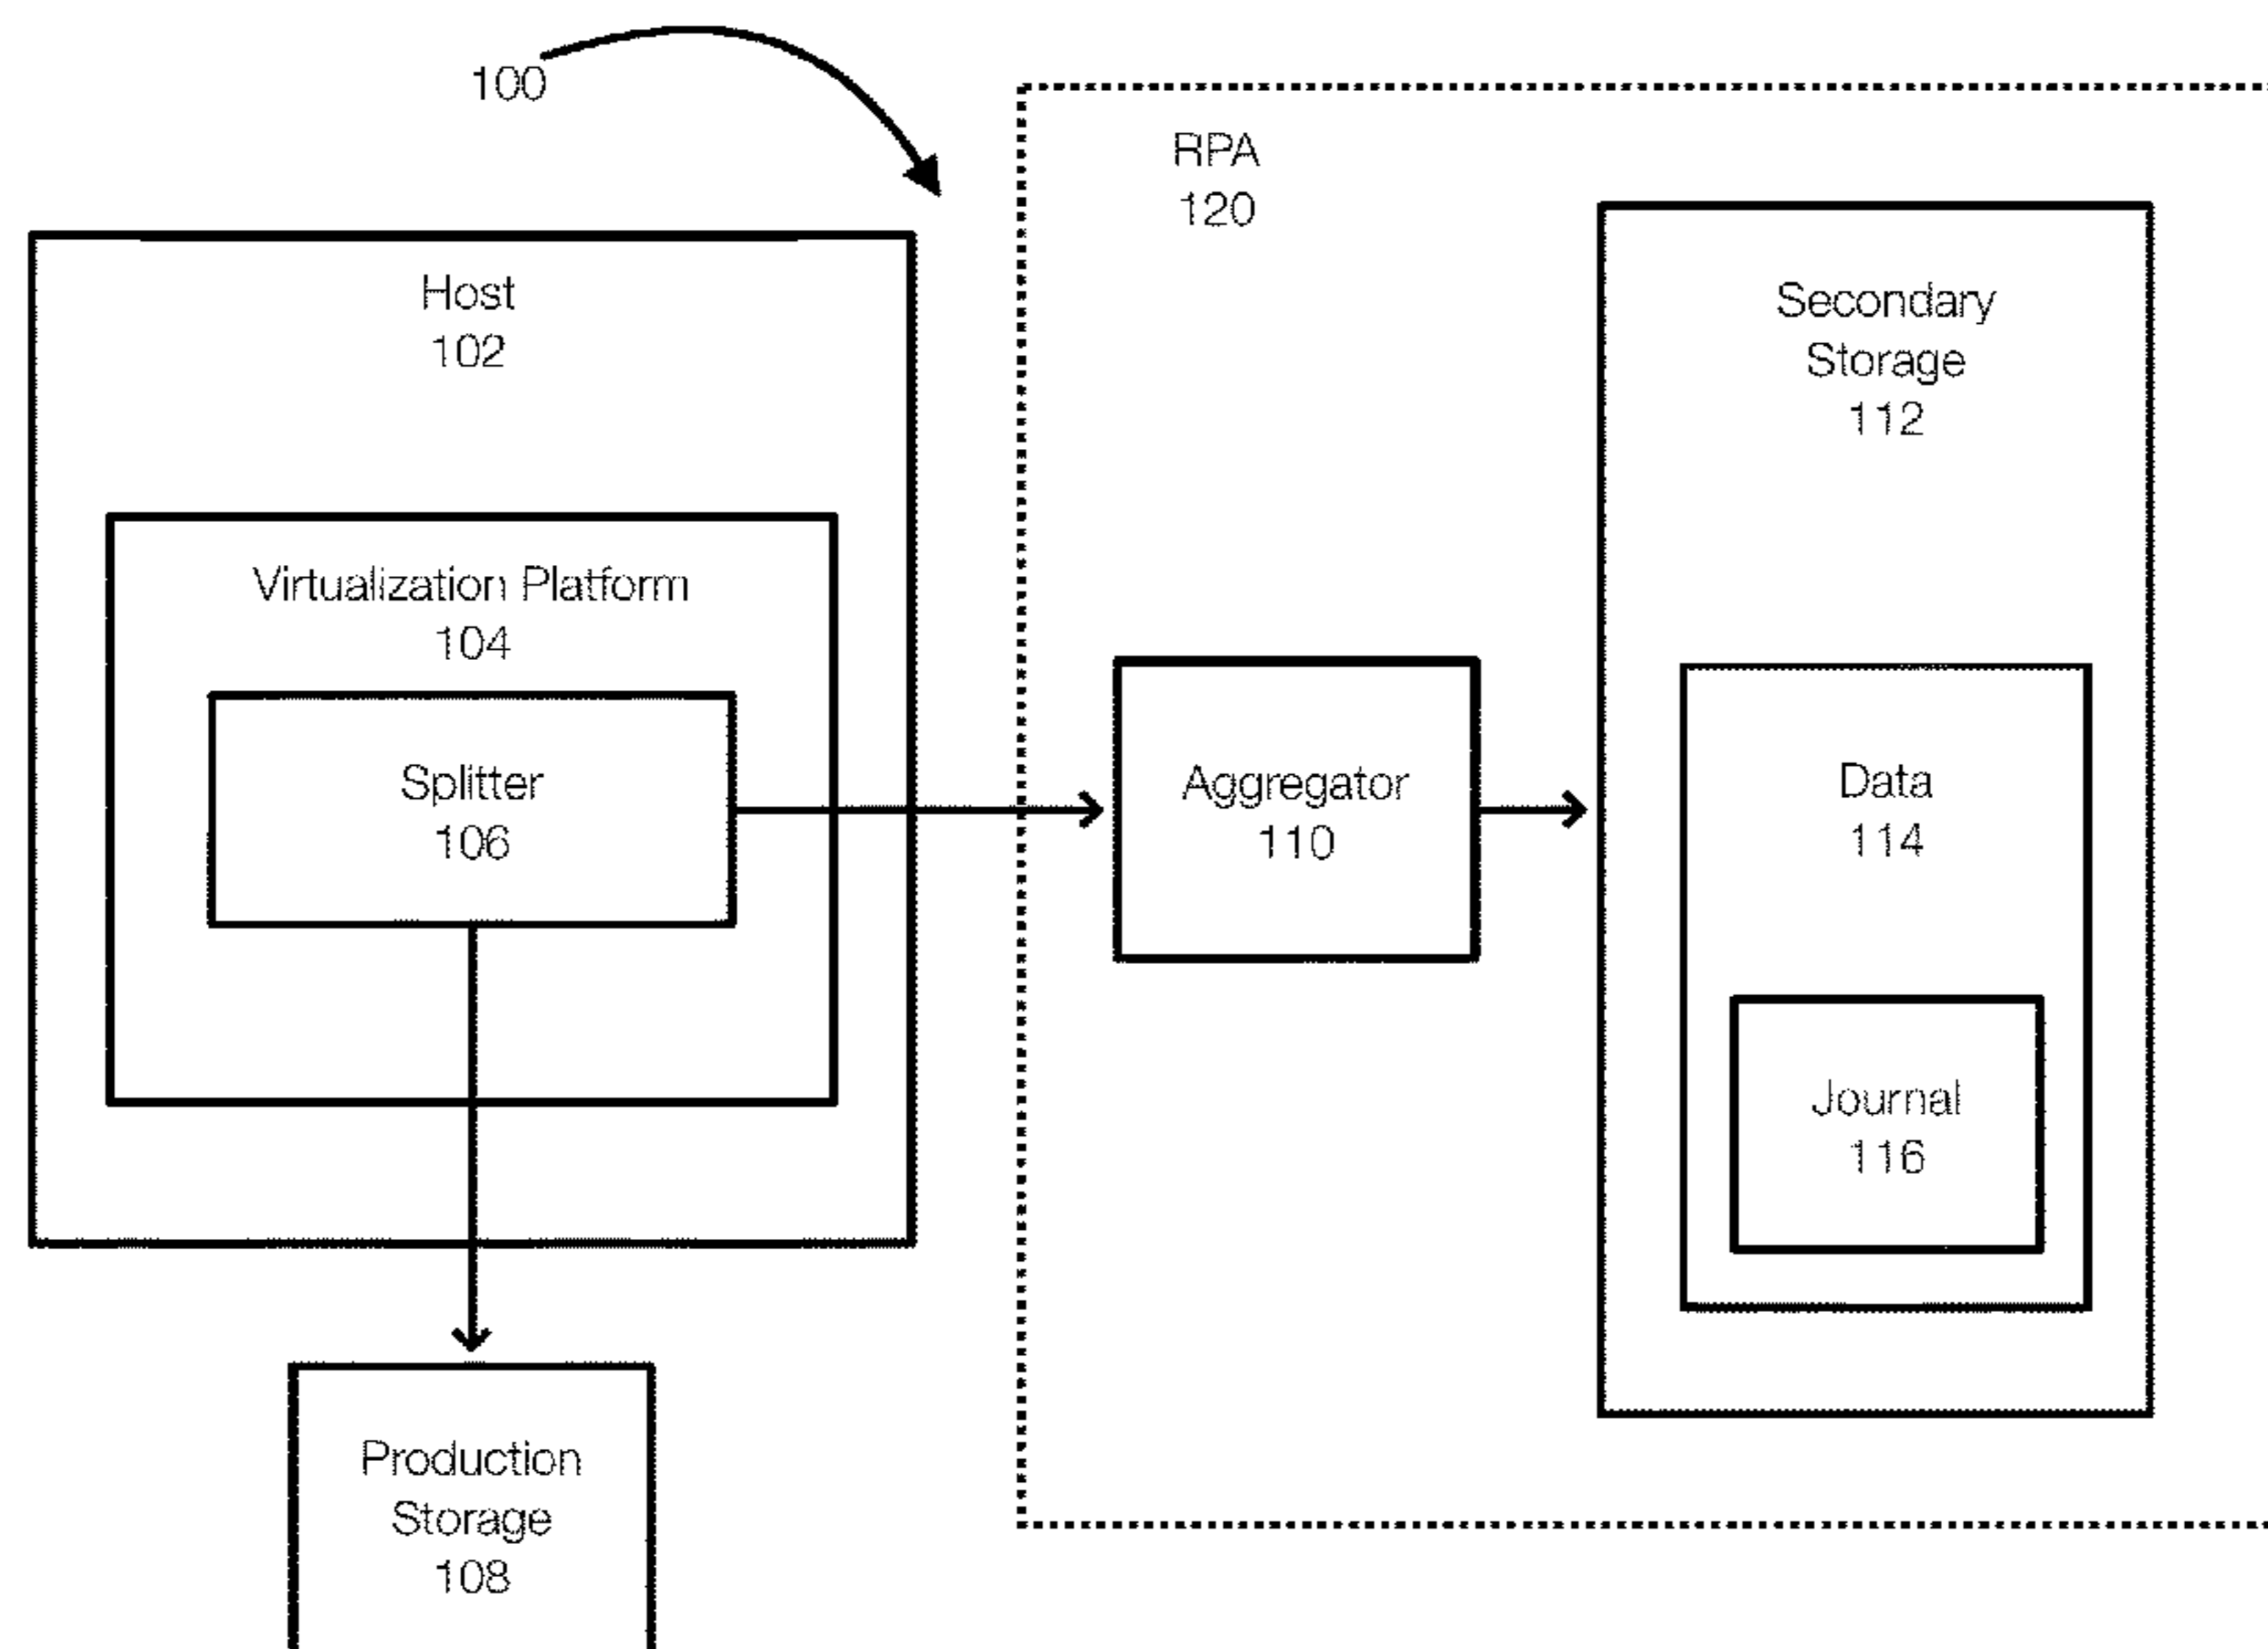 100
RPA
120
Host
102
Secondary
Storage
112
Virtualization Platform
104
Splitter
106
Aggregator
110
Data
114
Journal
116
Production
Storage
108